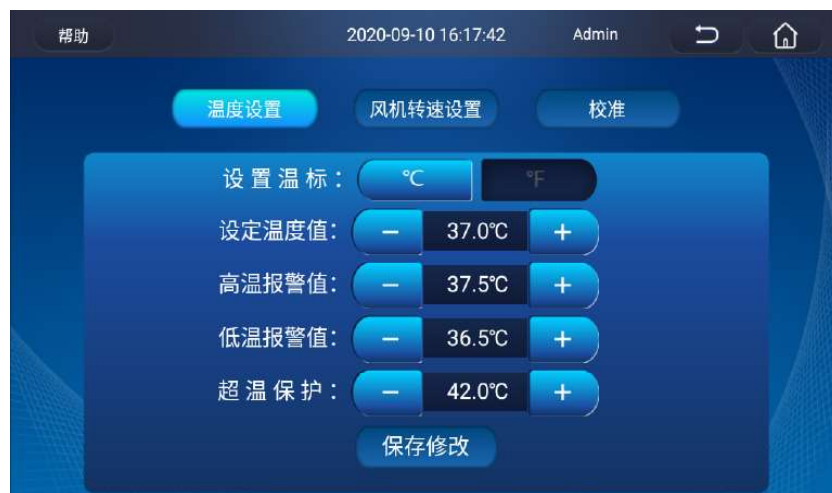 帮助 2020-09-10 16:17:42 Admin
温度设置 风机转速设置 校准
设置温标： ℃ ℉
设定温度值： − 37.0℃ +
高温报警值： − 37.5℃ +
低温报警值： − 36.5℃ +
超温保护： − 42.0℃ +
保存修改